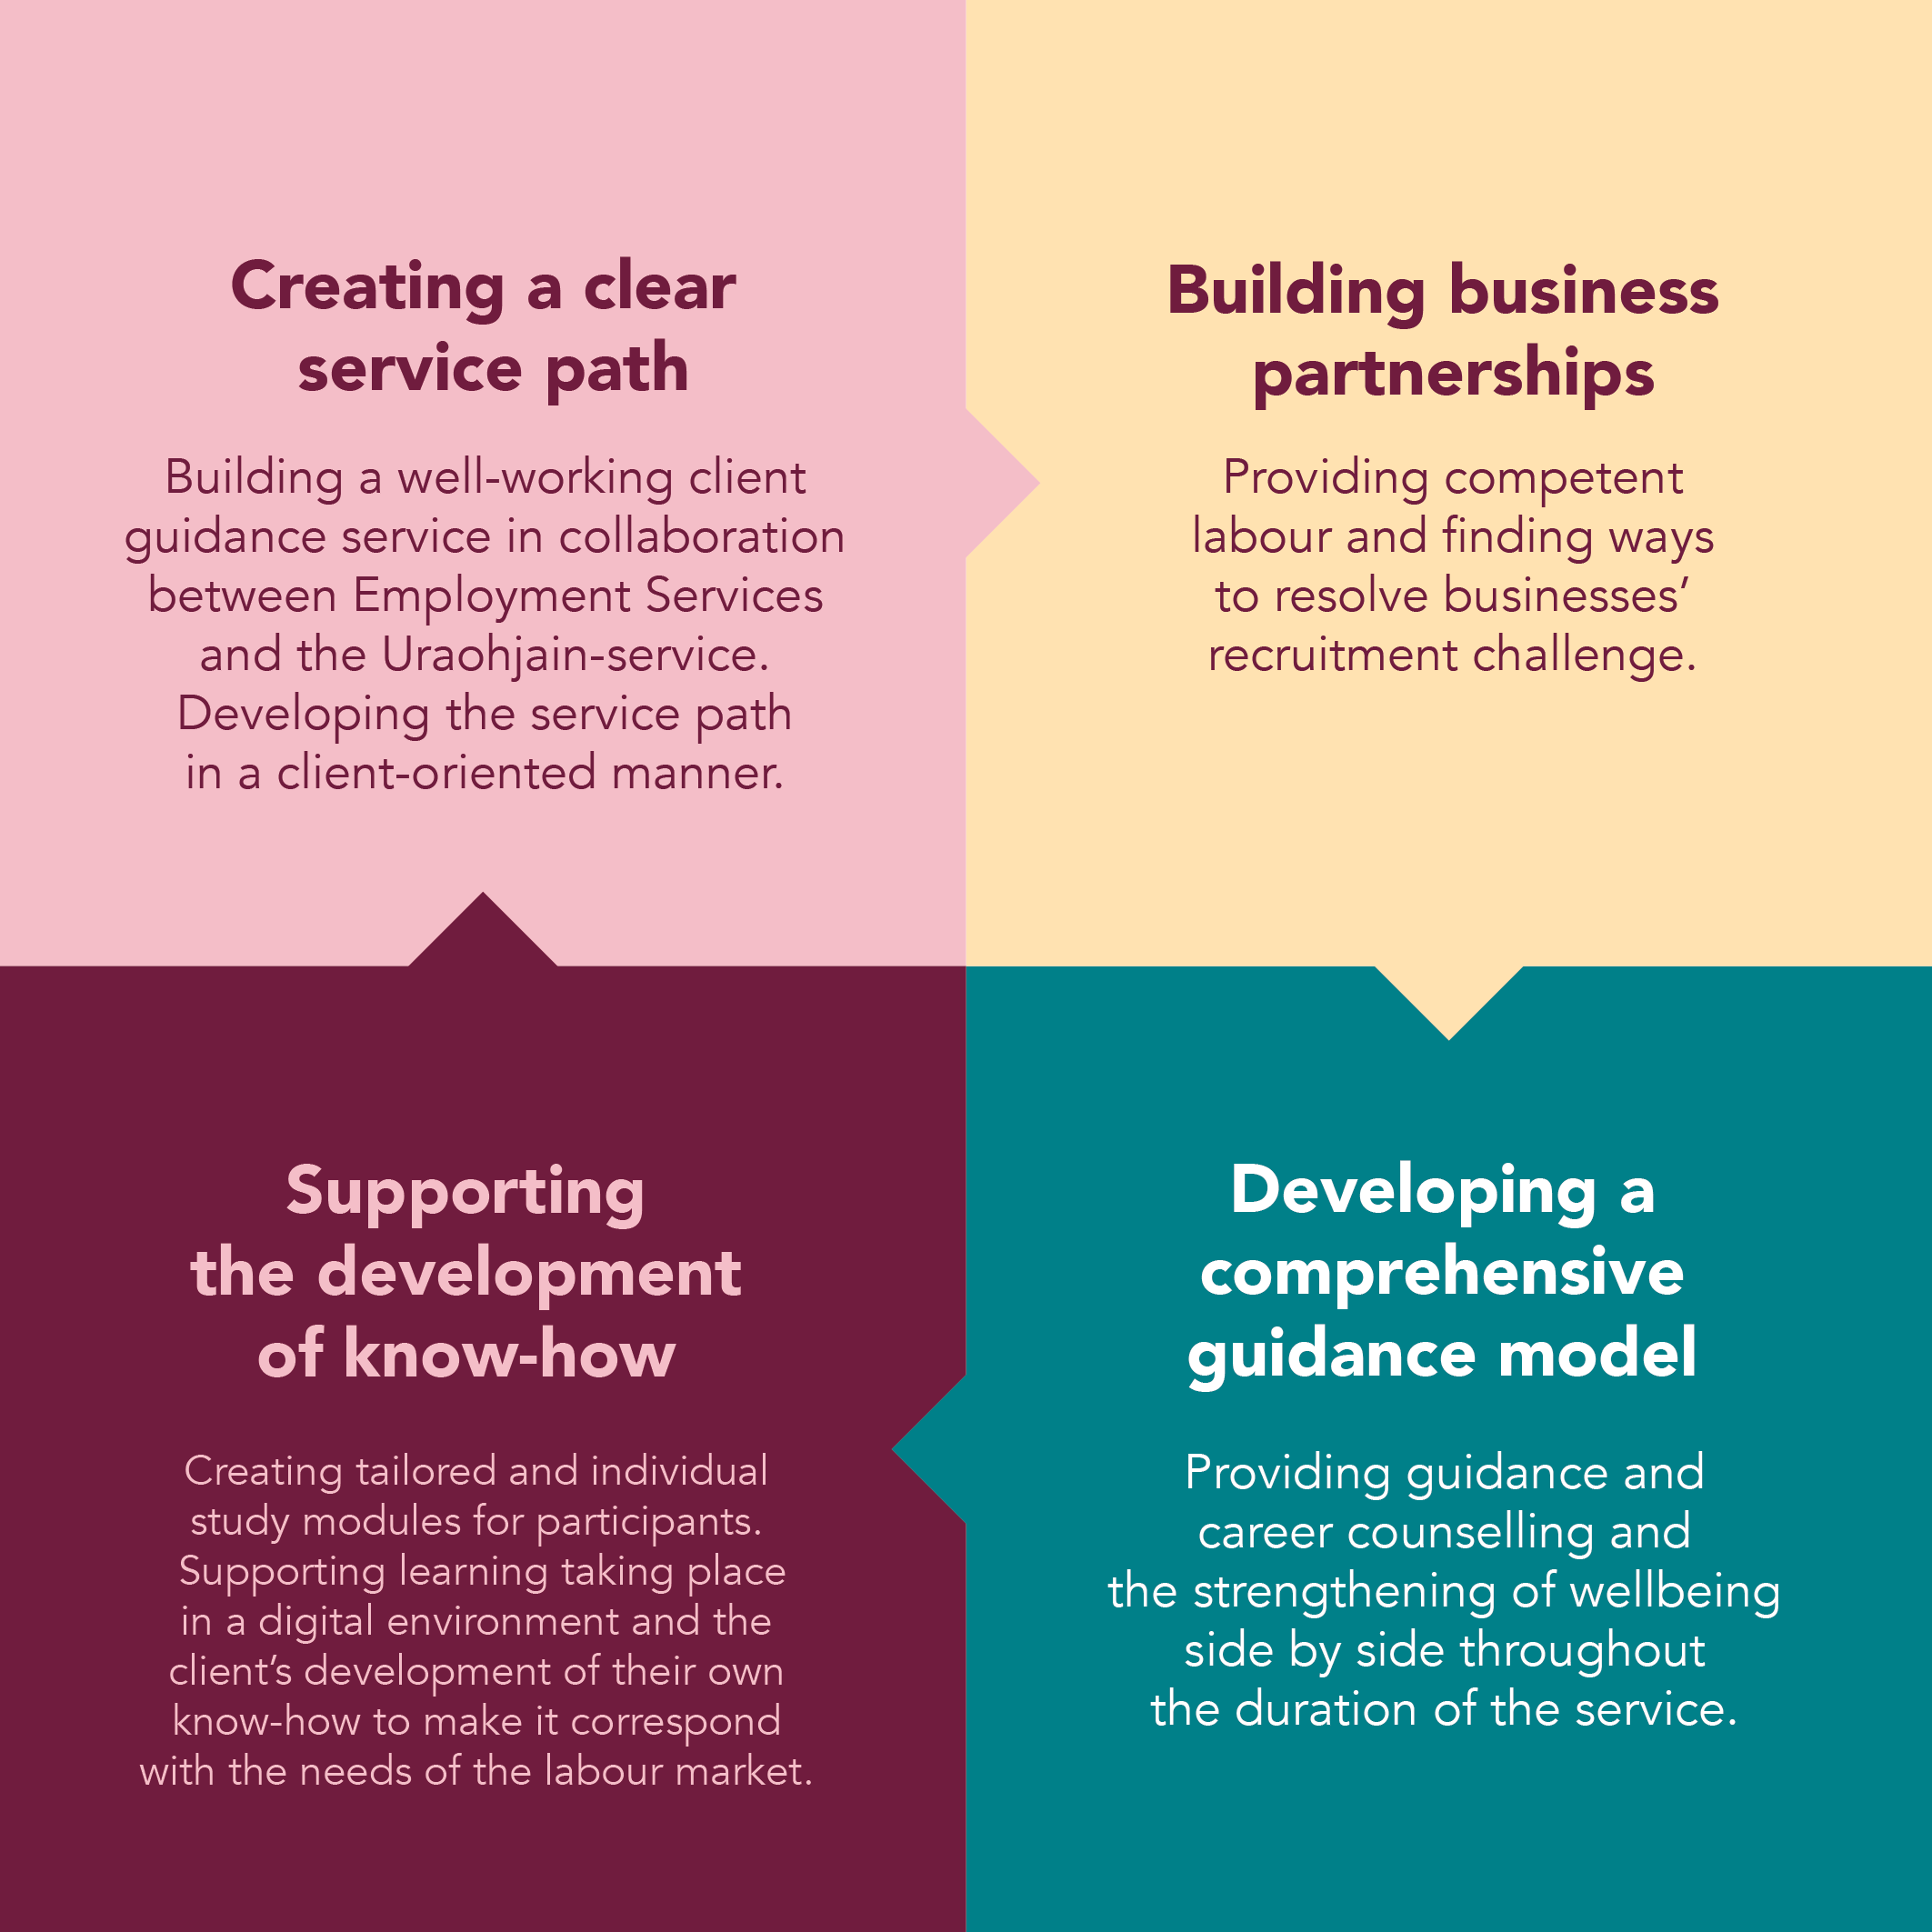 Creating a clear
service path
Building a well-working client
guidance service in collaboration
between Employment Services
and the Uraohjain-service.
Developing the service path
in a client-oriented manner.
Building business
partnerships
Providing competent
labour and finding ways
to resolve businesses’
recruitment challenge.
Supporting
the development
of know-how
Creating tailored and individual
study modules for participants.
Supporting learning taking place
in a digital environment and the
client’s development of their own
know-how to make it correspond
with the needs of the labour market.
Developing a
comprehensive
guidance model
Providing guidance and
career counselling and
the strengthening of wellbeing
side by side throughout
the duration of the service.